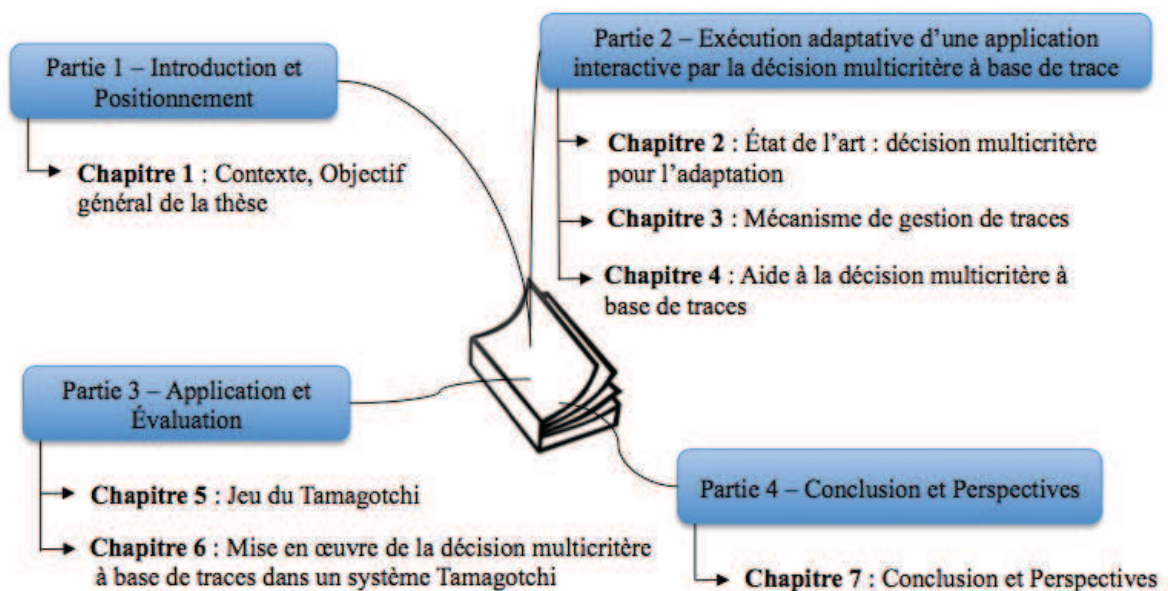 Partie 1 – Introduction et
Positionnement
Chapitre 1 : Contexte, Objectif
général de la thèse
Partie 2 – Exécution adaptative d'une application
interactive par la décision multicritère à base de trace
Chapitre 2 : État de l'art : décision multicritère
pour l'adaptation
Chapitre 3 : Mécanisme de gestion de traces
Chapitre 4 : Aide à la décision multicritère à
base de traces
Partie 3 – Application et
Évaluation
Chapitre 5 : Jeu du Tamagotchi
Chapitre 6 : Mise en œuvre de la décision multicritère
à base de traces dans un système Tamagotchi
Partie 4 – Conclusion et Perspectives
Chapitre 7 : Conclusion et Perspectives